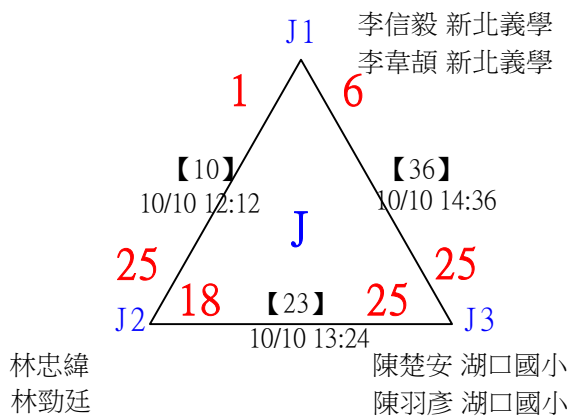 J1
李信毅 新北義學
李韋頡 新北義學
1
6
【10】
10/10 12:12
【36】
10/10 14:36
J
25
25
18
【23】
25
J2
10/10 13:24
J3
林忠緯
林勁廷
陳楚安 湖口國小
陳羽彥 湖口國小